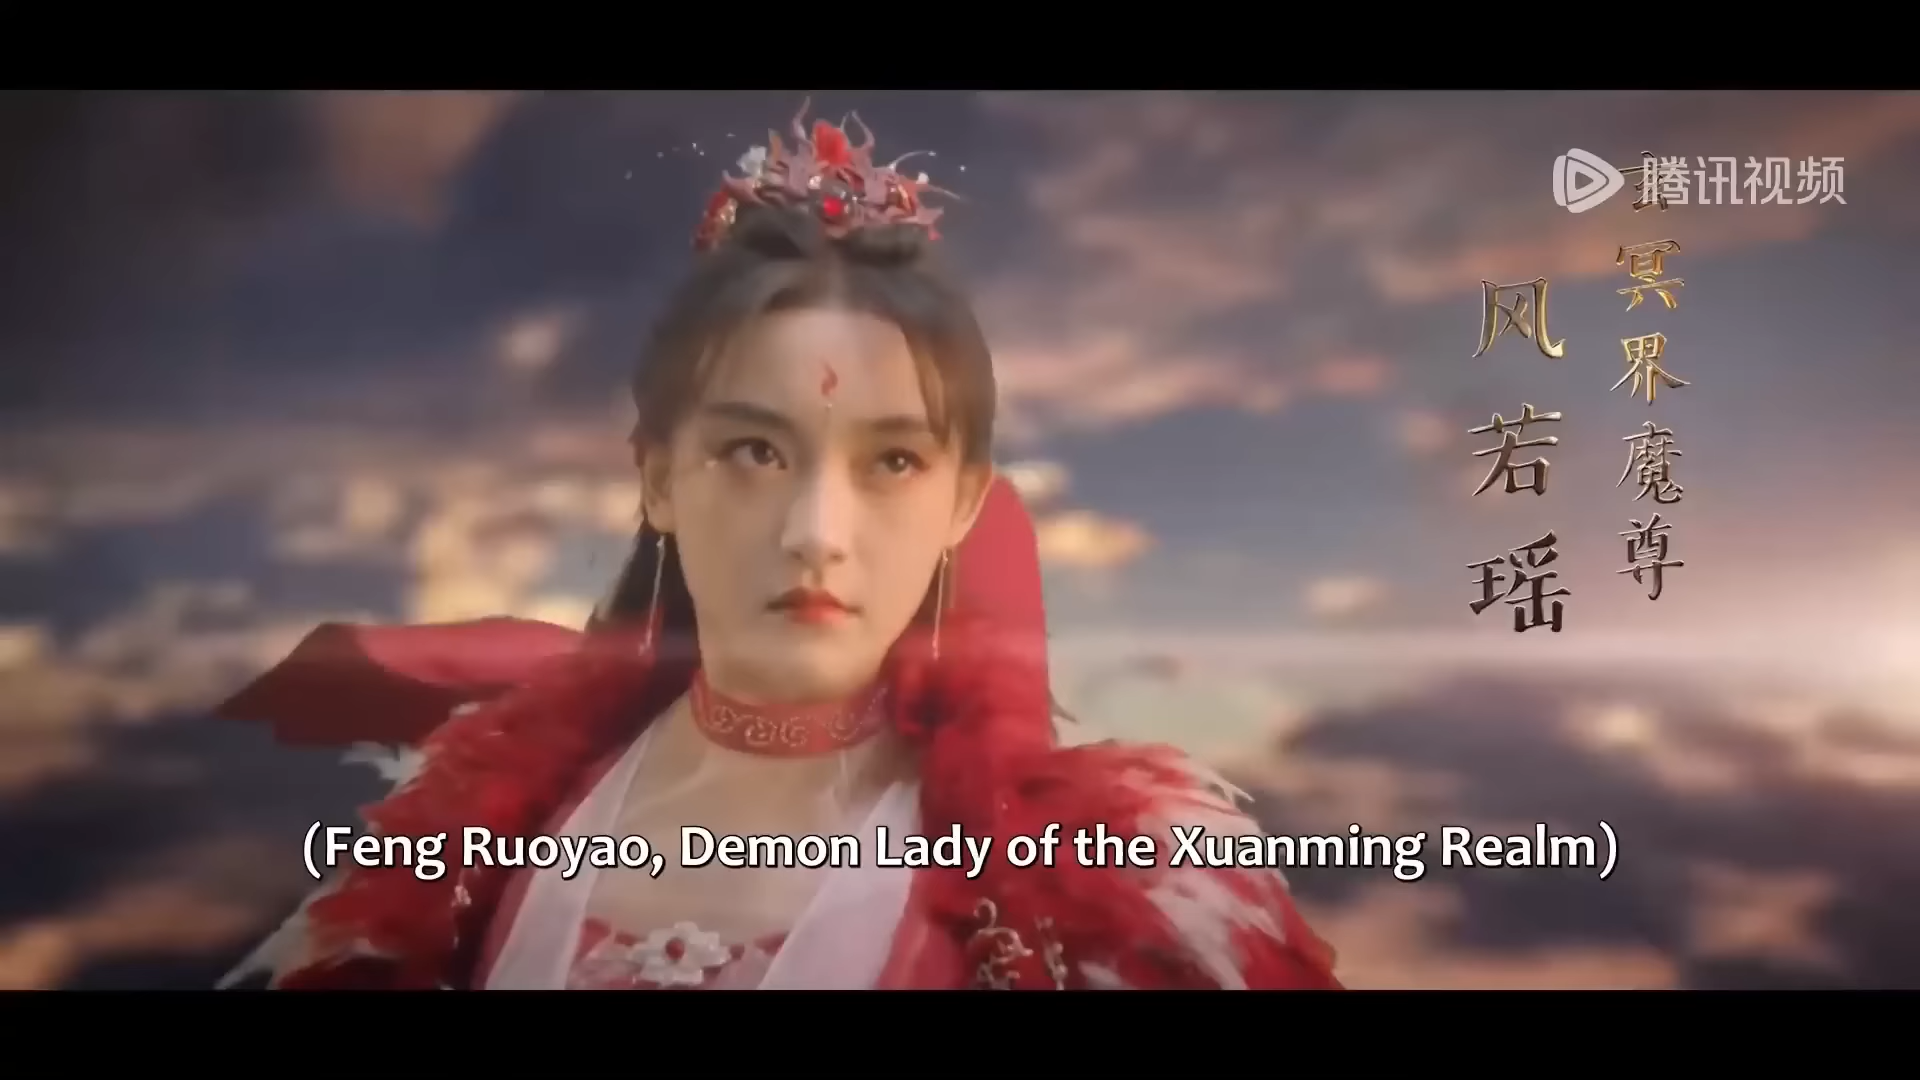 腾讯视频
玄冥界魔尊
风若瑶
(Feng Ruoyao, Demon Lady of the Xuanming Realm)